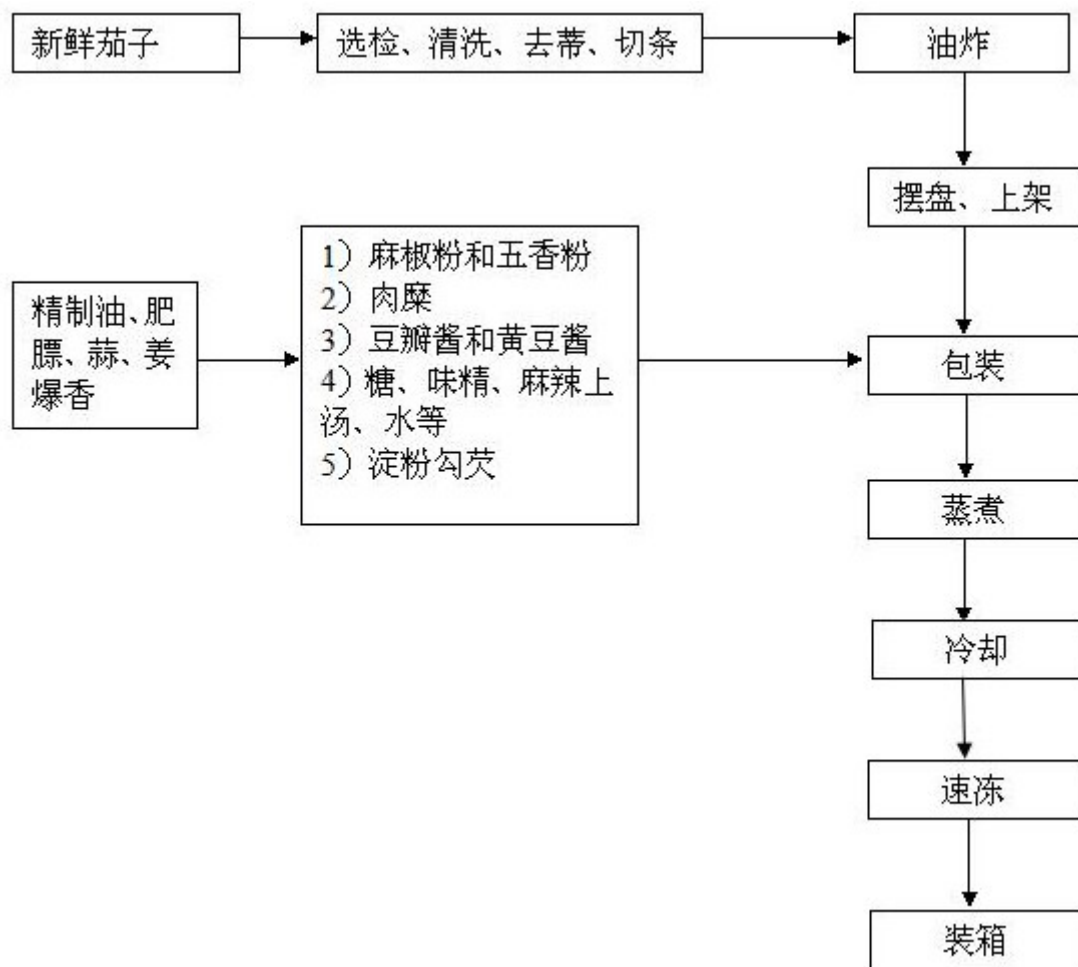 新鲜茄子
选检、清洗、去蒂、切条
油炸
摆盘、上架
精制油、肥
膘、蒜、姜
爆香
1）麻椒粉和五香粉
2）肉糜
3）豆瓣酱和黄豆酱
4）糖、味精、麻辣上
汤、水等
5）淀粉勾芡
包装
蒸煮
冷却
速冻
装箱